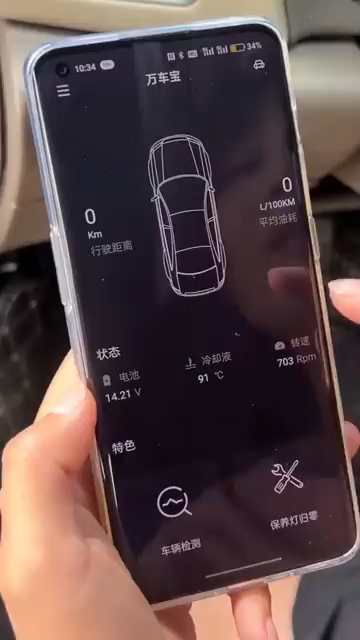 10:34
34%
万车宝
0
Km
行驶距离
0
L/100KM
平均油耗
状态
电池
14.21 V
冷却液
91 ℃
转速
703 Rpm
特色
车辆检测
保养灯归零